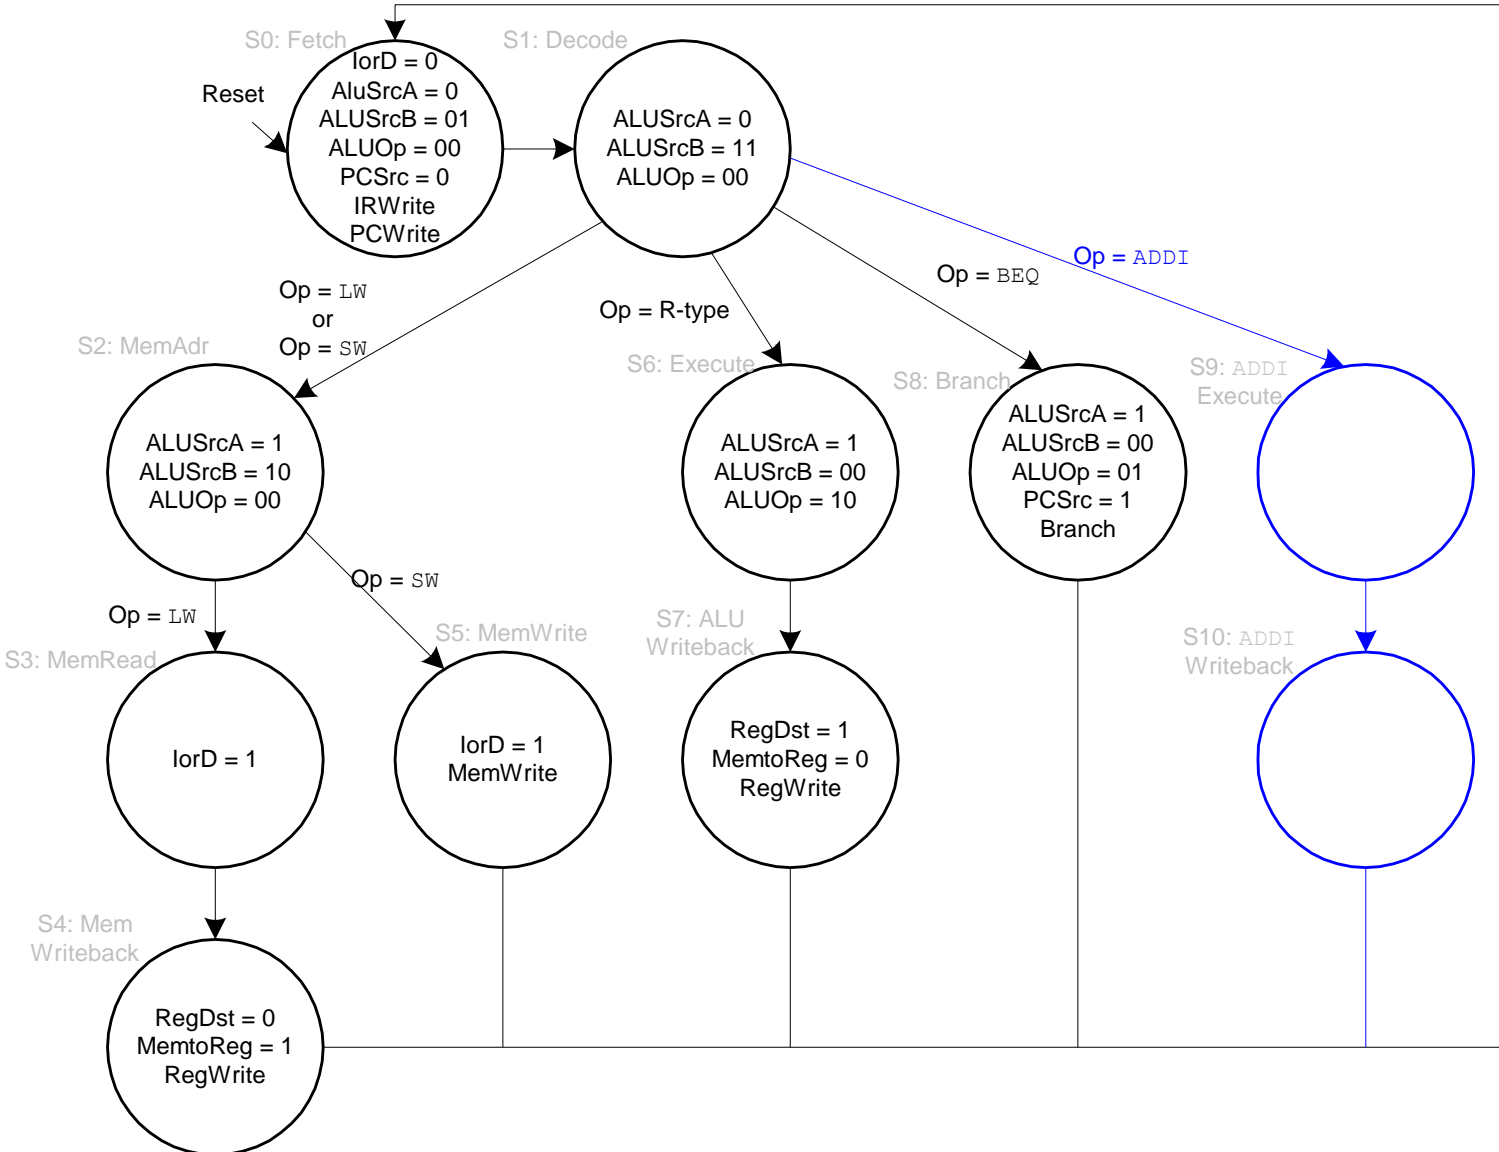 S0: Fetch
S1: Decode
Reset
IorD = 0
AluSrcA = 0
ALUSrcB = 01
ALUOp = 00
PCSrc = 0
IRWrite
PCWrite
ALUSrcA = 0
ALUSrcB = 11
ALUOp = 00
Op = LW
or
Op = SW
Op = R-type
Op = BEQ
Op = ADDI
S2: MemAdr
S6: Execute
S8: Branch
S9: ADDI
Execute
ALUSrcA = 1
ALUSrcB = 10
ALUOp = 00
ALUSrcA = 1
ALUSrcB = 00
ALUOp = 10
ALUSrcA = 1
ALUSrcB = 00
ALUOp = 01
PCSrc = 1
Branch
Op = LW
Op = SW
S3: MemRead
S5: MemWrite
S7: ALU
Writeback
S10: ADDI
Writeback
IorD = 1
IorD = 1
MemWrite
RegDst = 1
MemtoReg = 0
RegWrite
S4: Mem
Writeback
RegDst = 0
MemtoReg = 1
RegWrite